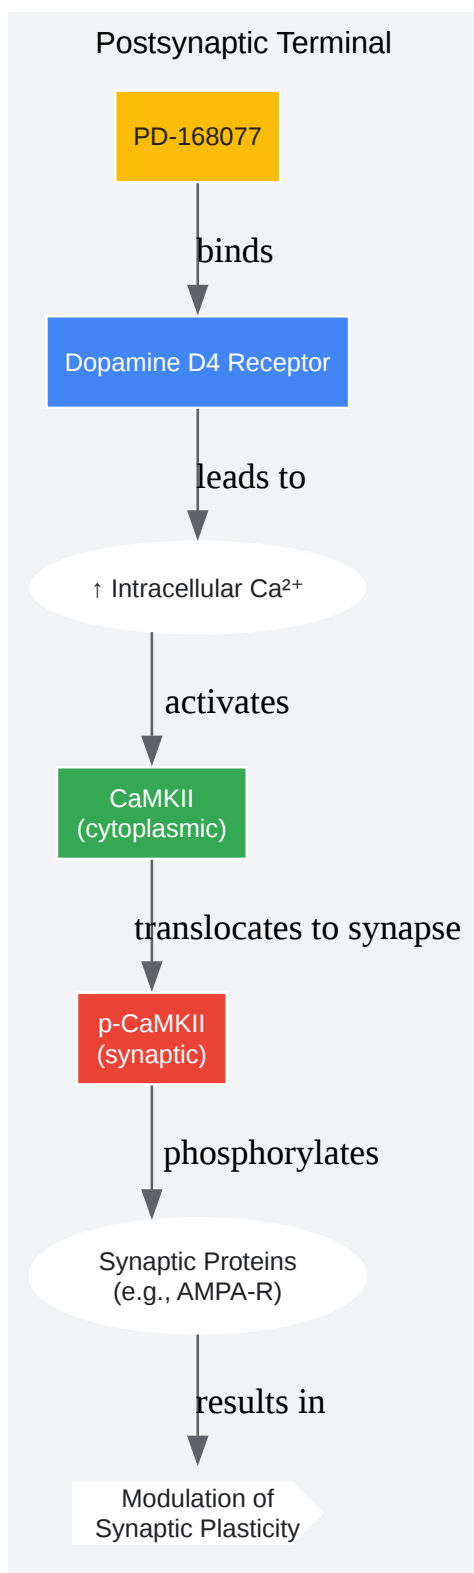 Postsynaptic Terminal
PD-168077
binds
Dopamine D4 Receptor
leads to
↑ Intracellular Ca²⁺
activates
CaMKII
(cytoplasmic)
translocates to synapse
p-CaMKII
(synaptic)
phosphorylates
Synaptic Proteins
(e.g., AMPA-R)
results in
Modulation of
Synaptic Plasticity